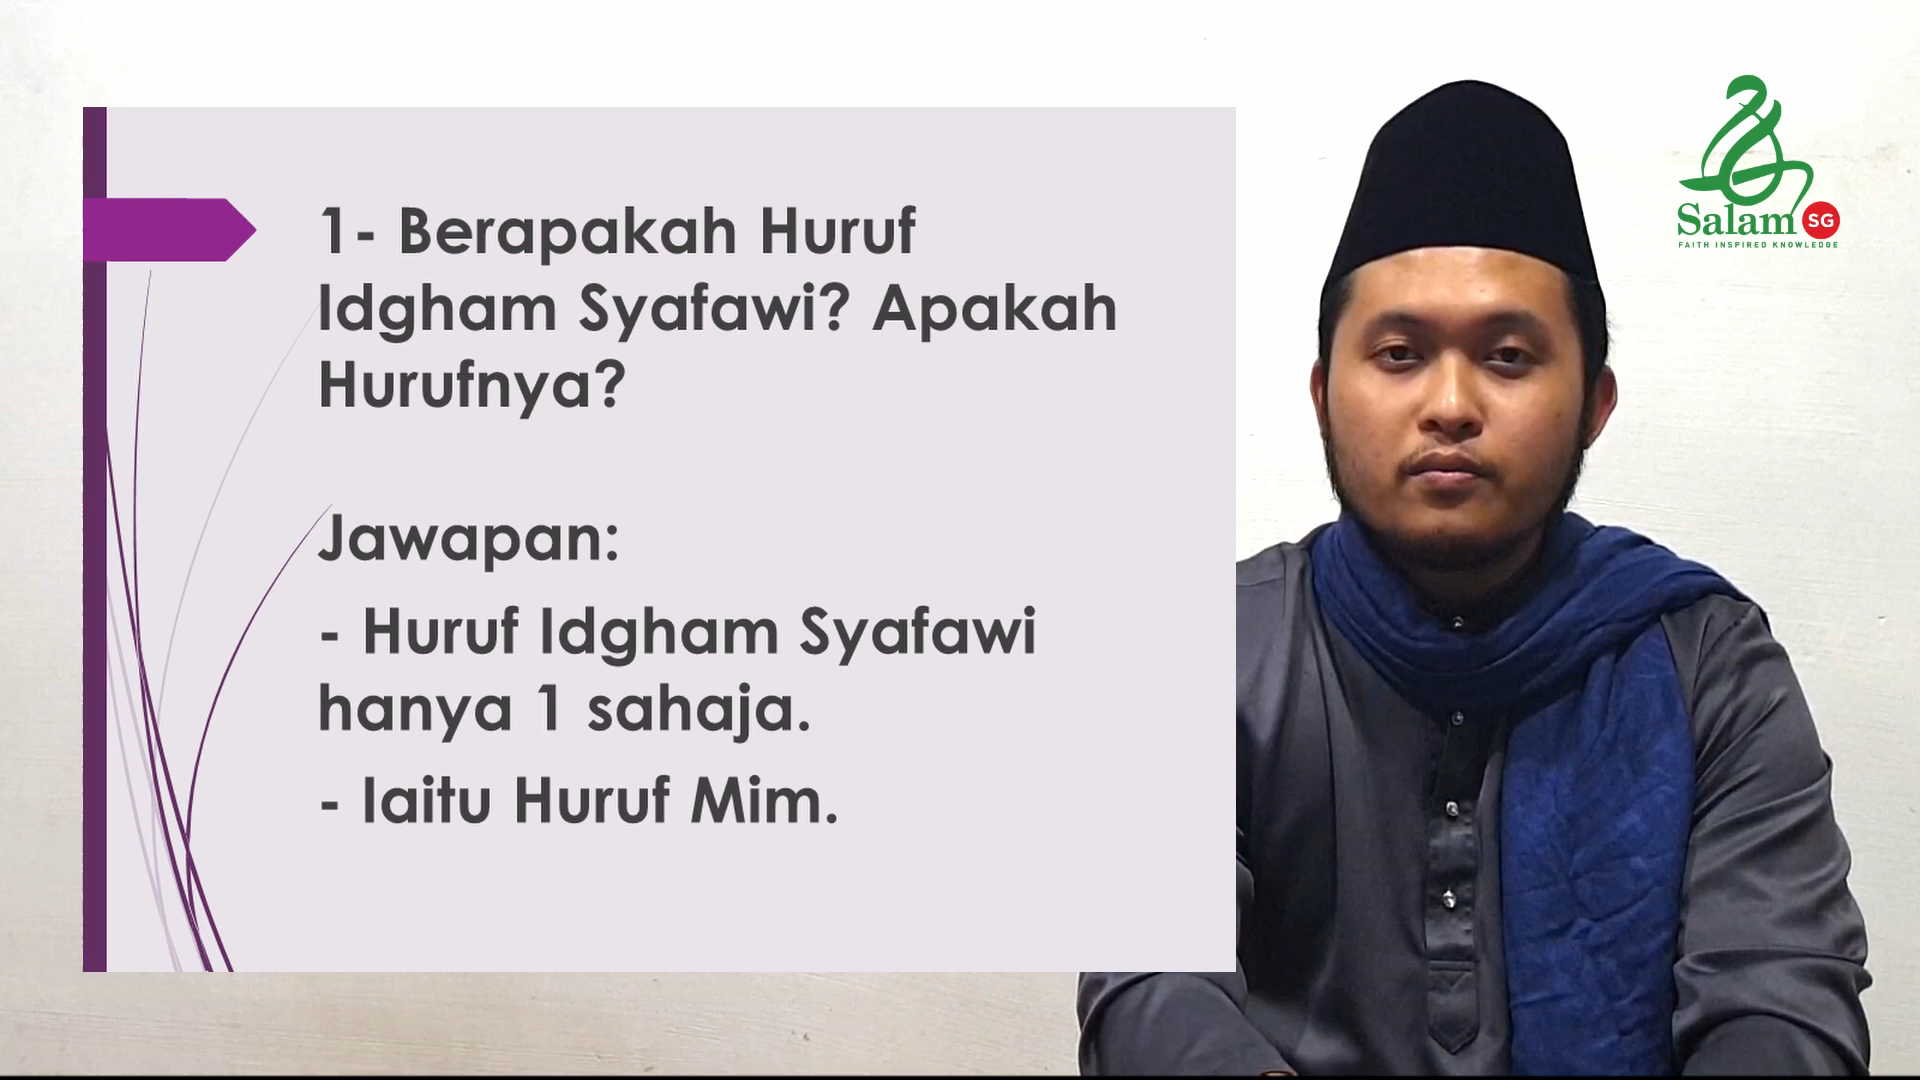 1- Berapakah Huruf
Idgham Syafawi? Apakah
Hurufnya?
Jawapan:
- Huruf Idgham Syafawi
hanya 1 sahaja.
- Iaitu Huruf Mim.
Salam SG
FAITH INSPIRED KNOWLEDGE